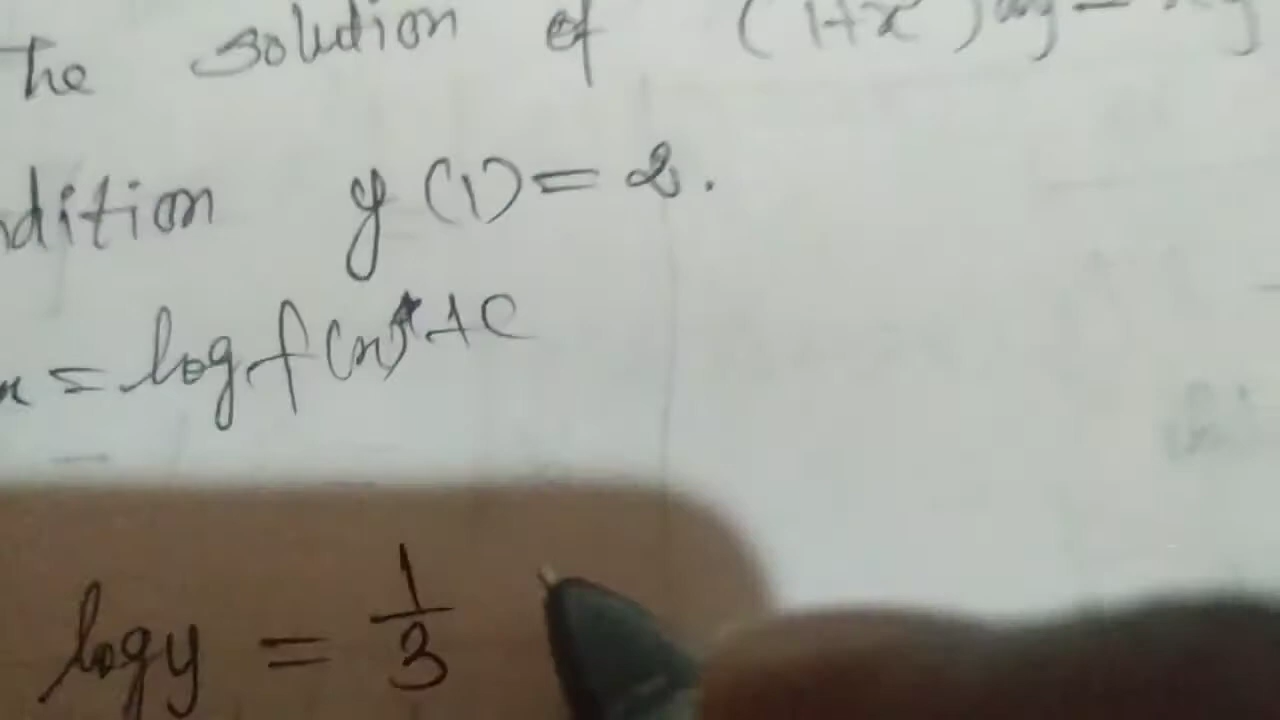 The solution of (1+x
dition y(1) = 2.
x = log f(x) + c
log y = 1/3